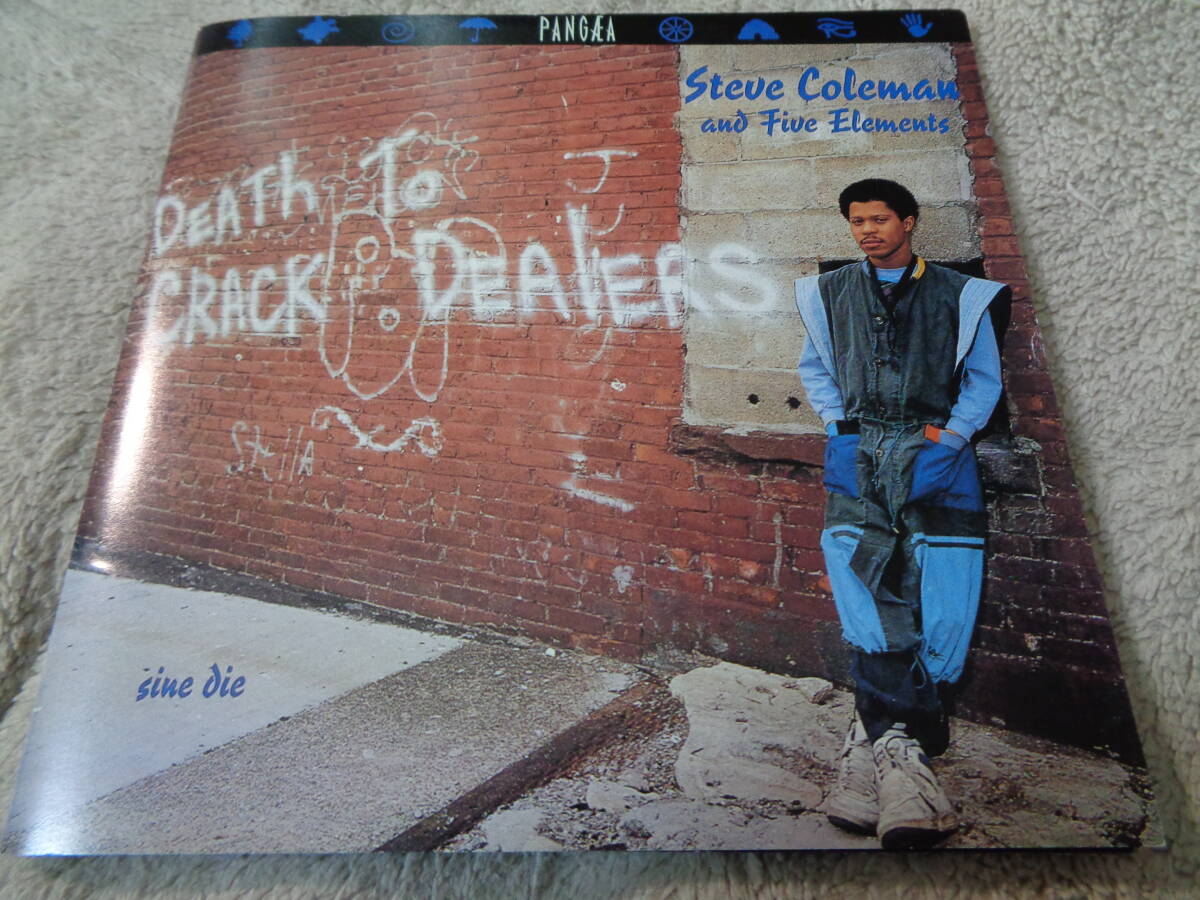 PANGÆA
Steve Coleman
and Five Elements
DEATh To
CRACK DEAlERS
sine die